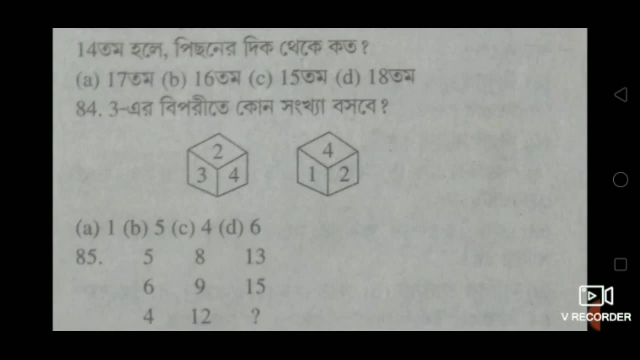 14তম হলে, পিছনের দিক থেকে কত?
(a) 17তম (b) 16তম (c) 15তম (d) 18তম
84. 3-এর বিপরীতে কোন সংখ্যা বসবে?
2
3 4
4
1 2
(a) 1 (b) 5 (c) 4 (d) 6
85. 5 8 13
6 9 15
4 12 ?
V RECORDER